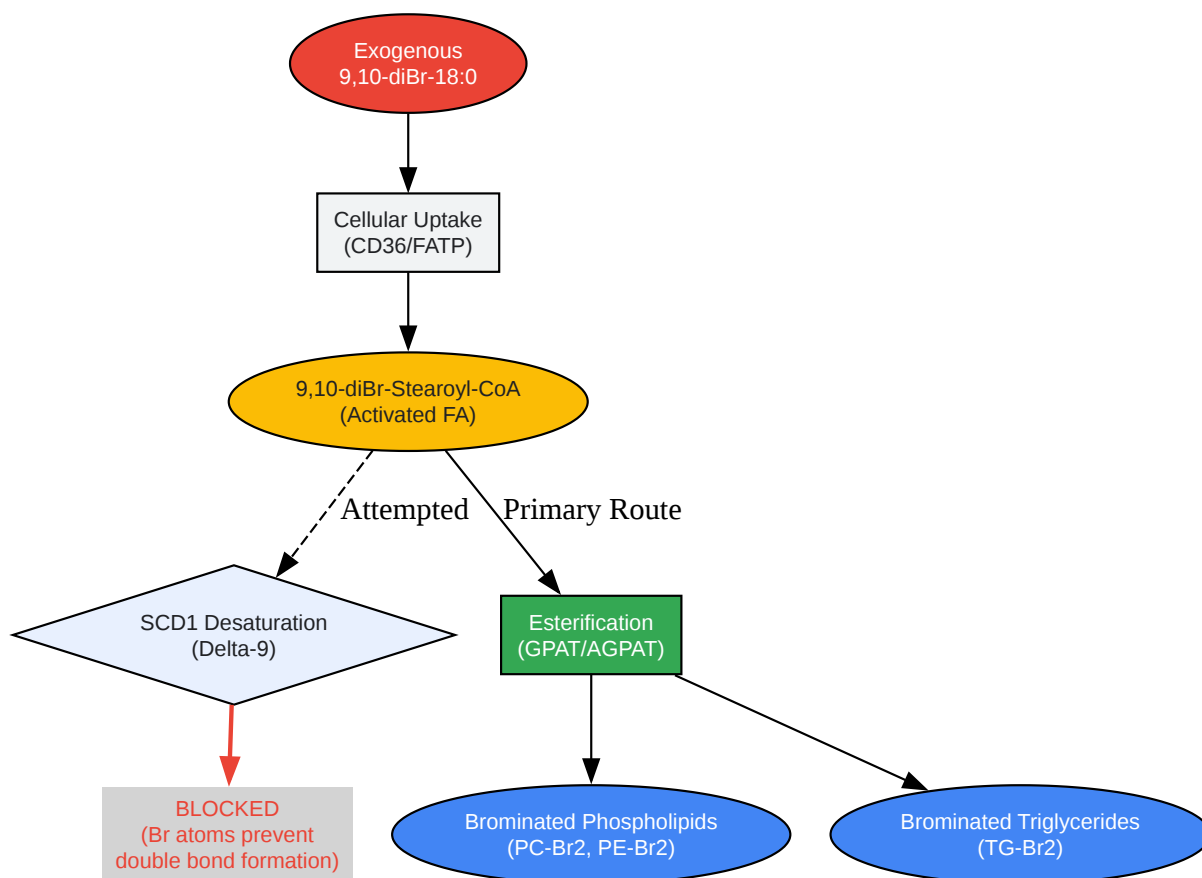 Exogenous
9,10-diBr-18:0
Cellular Uptake
(CD36/FATP)
9,10-diBr-Stearoyl-CoA
(Activated FA)
Attempted
Primary Route
SCD1 Desaturation
(Delta-9)
Esterification
(GPAT/AGPAT)
BLOCKED
(Br atoms prevent
double bond formation)
Brominated Phospholipids
(PC-Br2, PE-Br2)
Brominated Triglycerides
(TG-Br2)